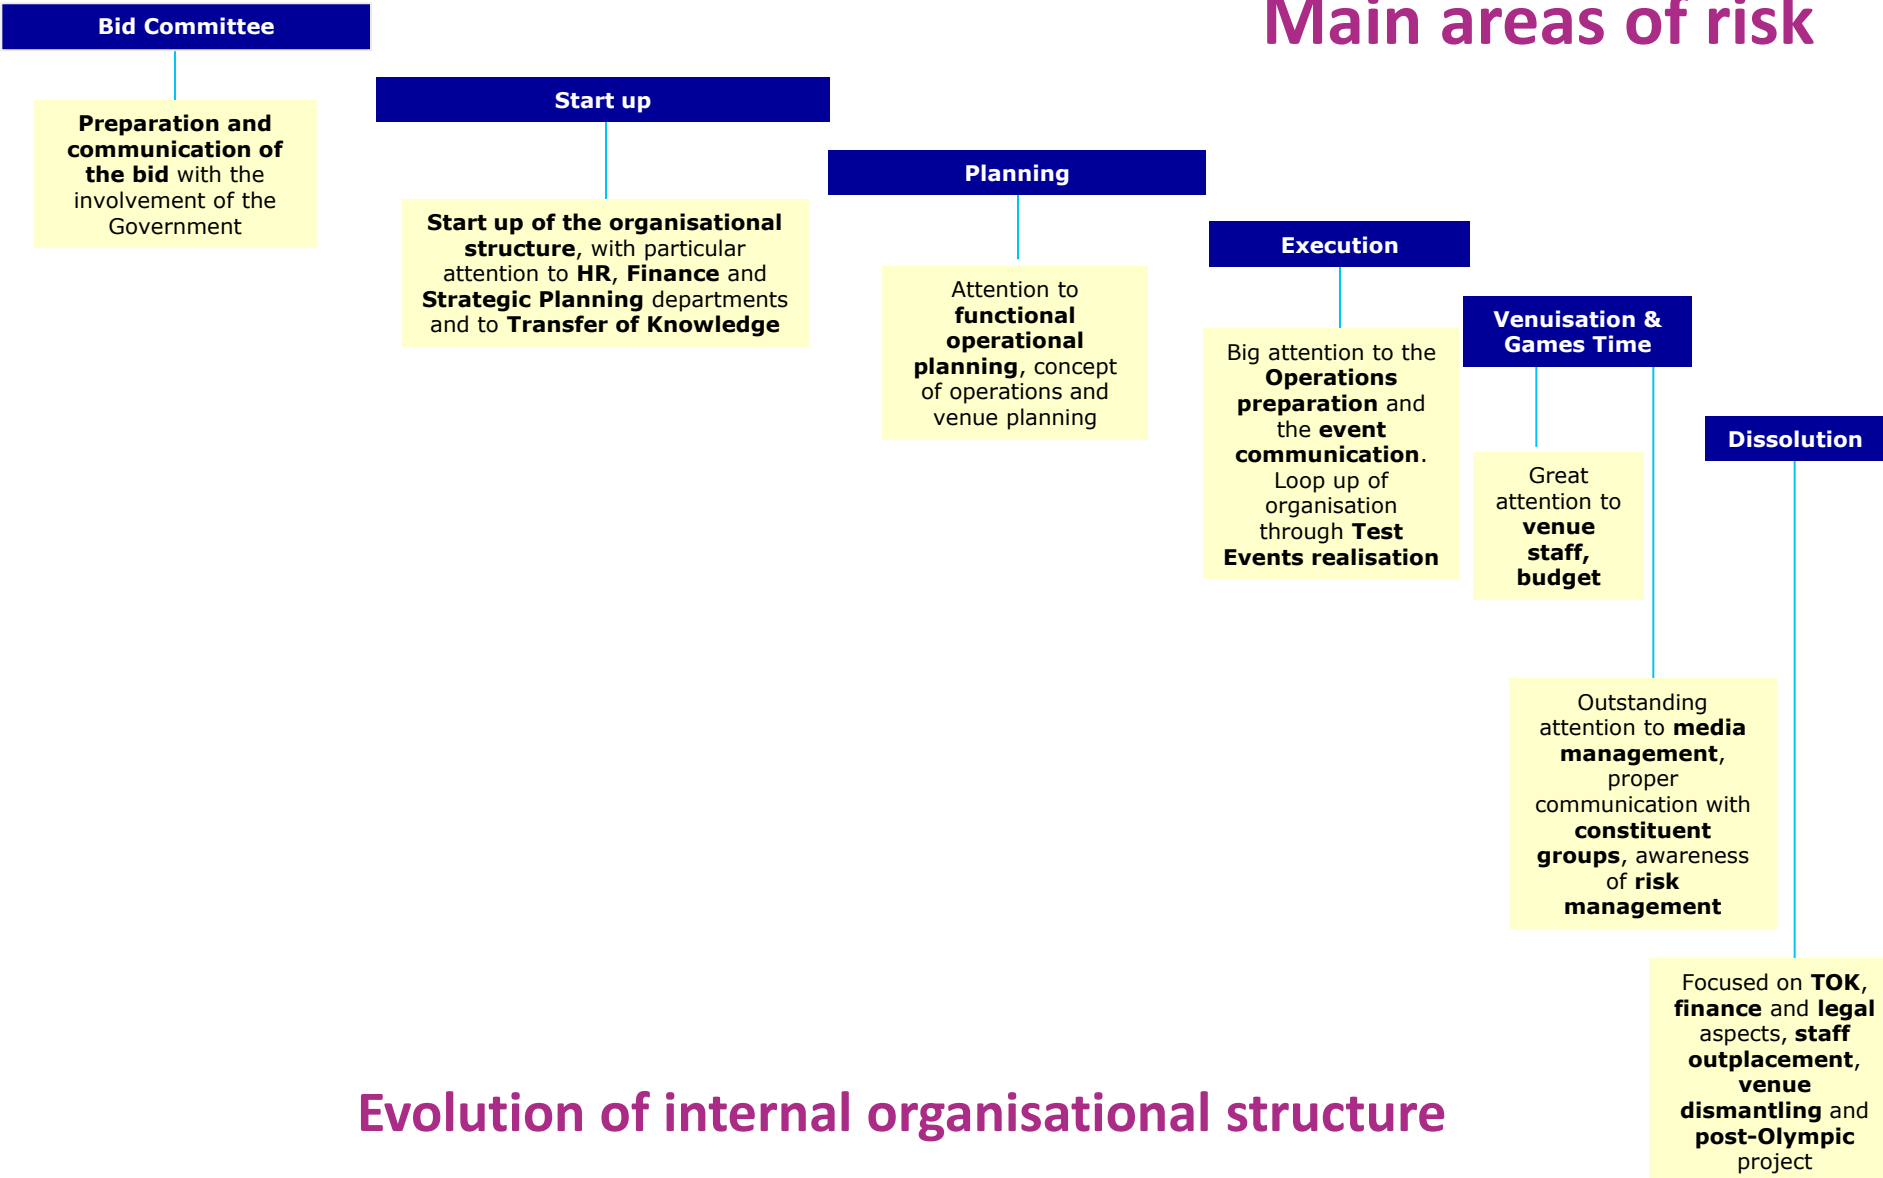 Main areas of risk
Bid Committee
Preparation and
communication of
the bid with the
involvement of the
Government
Start up
Start up of the organisational
structure, with particular
attention to HR, Finance and
Strategic Planning departments
and to Transfer of Knowledge
Planning
Attention to
functional
operational
planning, concept
of operations and
venue planning
Execution
Big attention to the
Operations
preparation and
the event
communication.
Loop up of
organisation
through Test
Events realisation
Venuisation &
Games Time
Great
attention to
venue
staff,
budget
Outstanding
attention to media
management,
proper
communication with
constituent
groups, awareness
of risk
management
Dissolution
Focused on TOK,
finance and legal
aspects, staff
outplacement,
venue
dismantling and
post-Olympic
project
Evolution of internal organisational structure